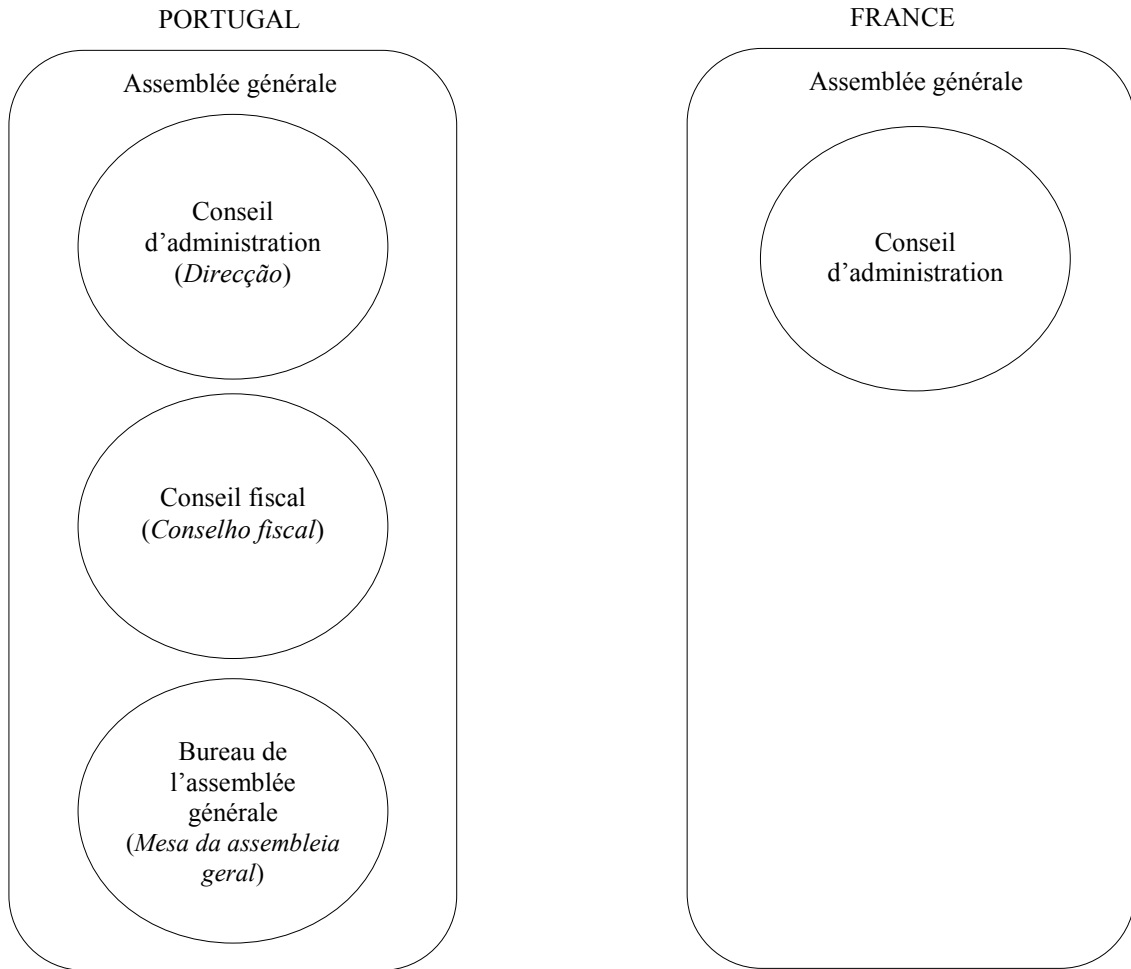 PORTUGAL
Assemblée générale
Conseil
d’administration
(Direcção)
Conseil fiscal
(Conselho fiscal)
Bureau de
l’assemblée
générale
(Mesa da assembleia
geral)
FRANCE
Assemblée générale
Conseil
d’administration